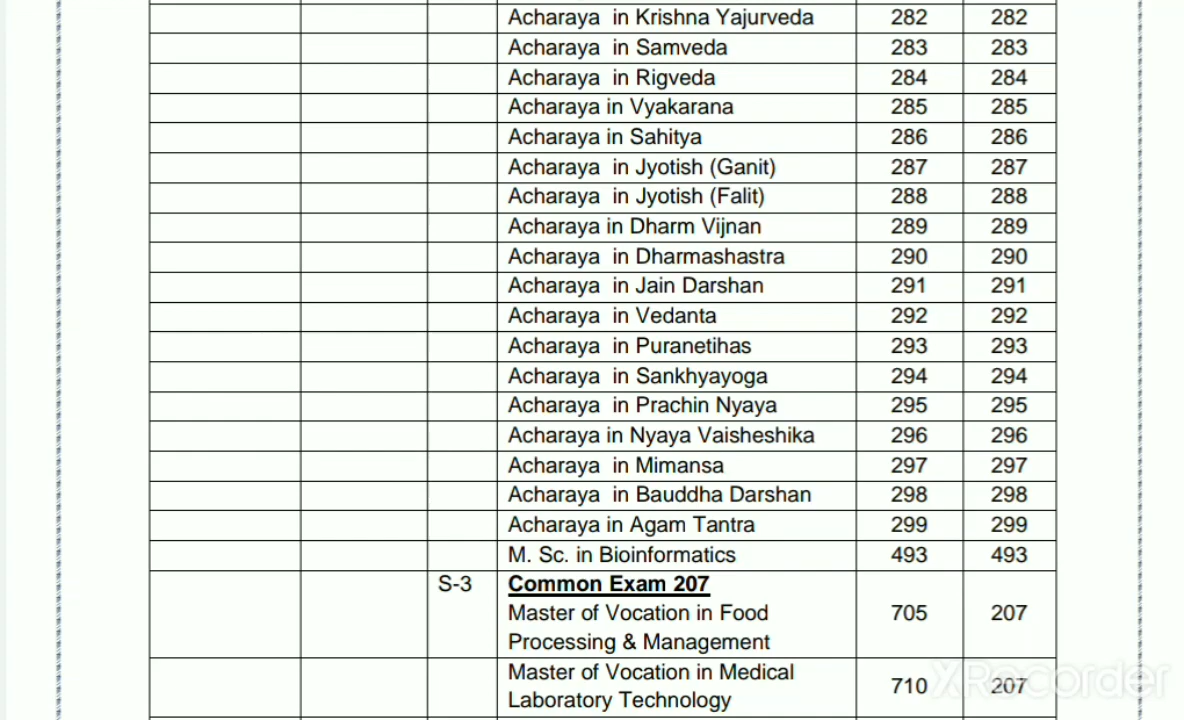 Acharaya in Krishna Yajurveda 282 282
Acharaya in Samveda 283 283
Acharaya in Rigveda 284 284
Acharaya in Vyakarana 285 285
Acharaya in Sahitya 286 286
Acharaya in Jyotish (Ganit) 287 287
Acharaya in Jyotish (Falit) 288 288
Acharaya in Dharm Vijnan 289 289
Acharaya in Dharmashastra 290 290
Acharaya in Jain Darshan 291 291
Acharaya in Vedanta 292 292
Acharaya in Puranetihas 293 293
Acharaya in Sankhyayoga 294 294
Acharaya in Prachin Nyaya 295 295
Acharaya in Nyaya Vaisheshika 296 296
Acharaya in Mimansa 297 297
Acharaya in Bauddha Darshan 298 298
Acharaya in Agam Tantra 299 299
M. Sc. in Bioinformatics 493 493
S-3 Common Exam 207
Master of Vocation in Food
Processing & Management 705 207
Master of Vocation in Medical
Laboratory Technology 710 207
XRecorder